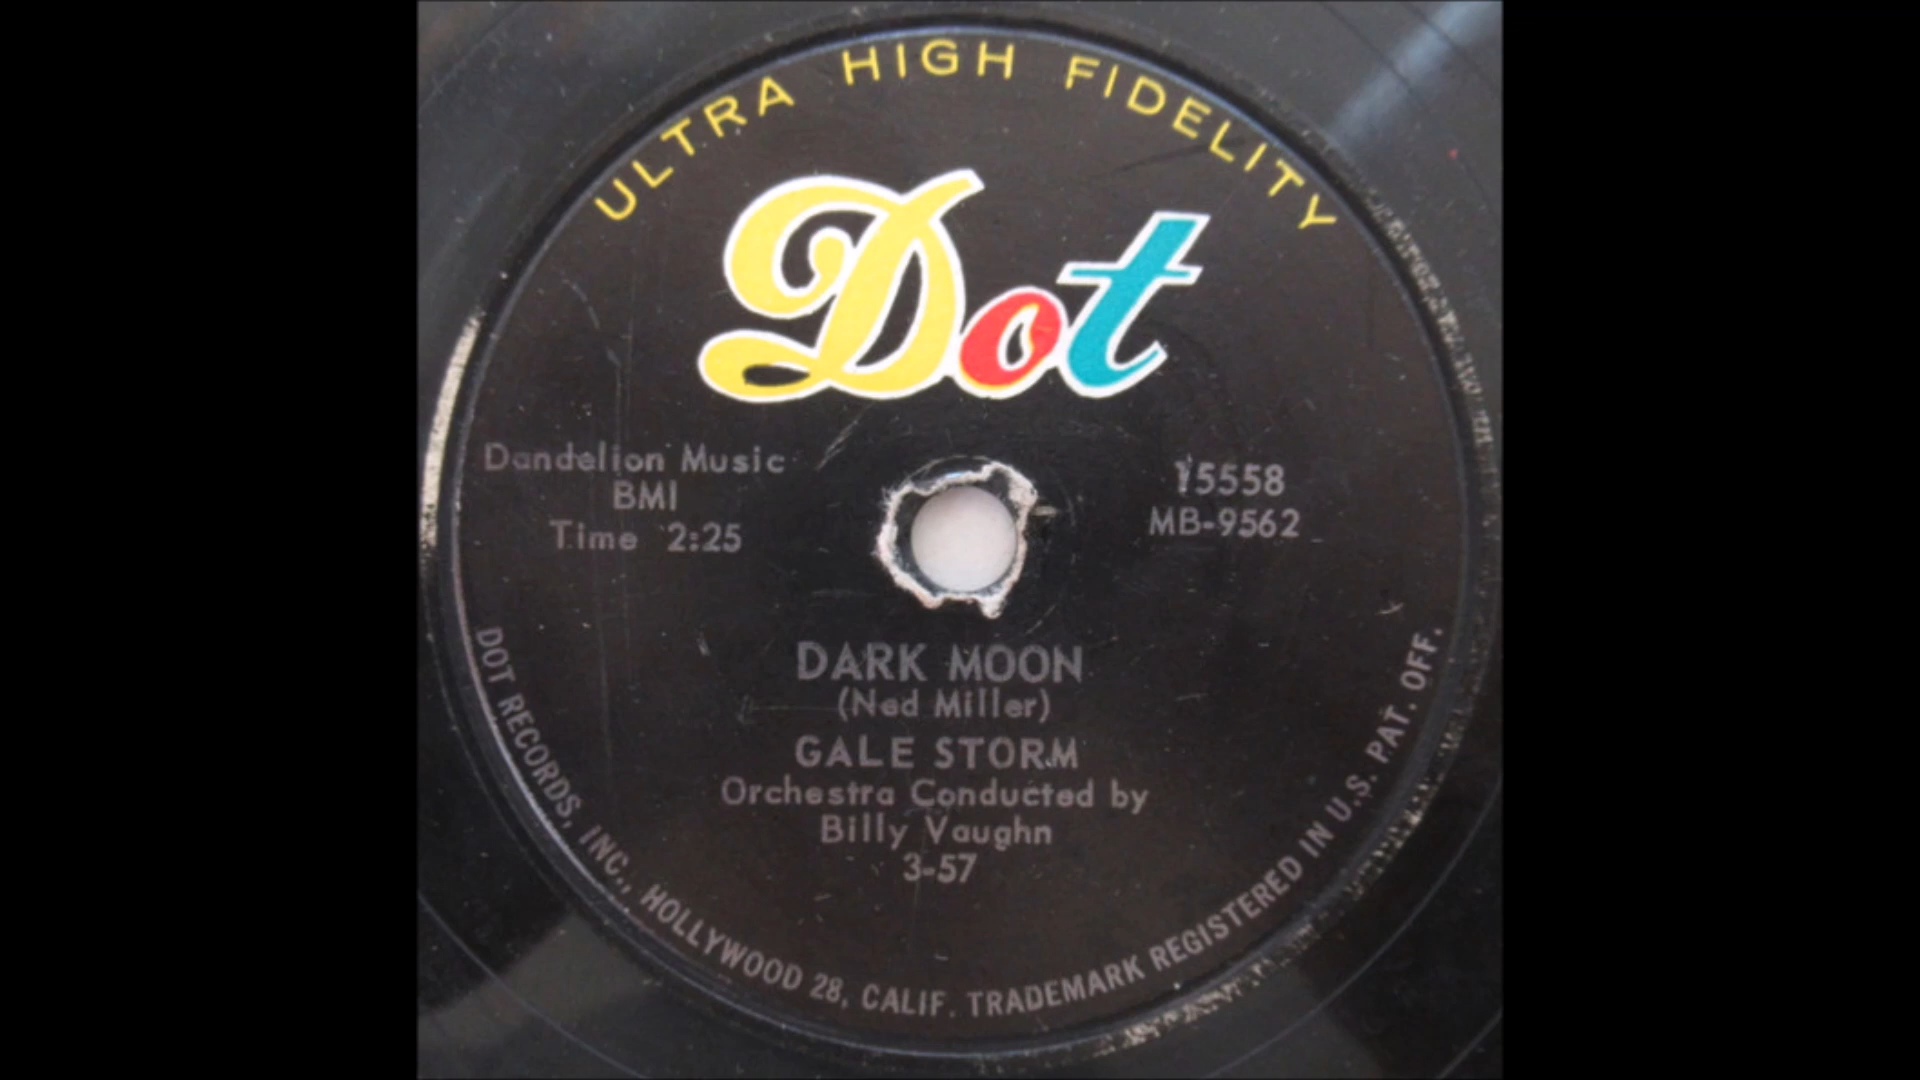 ULTRA HIGH FIDELITY
Dot
Dandelion Music
BMI
Time 2:25
15558
MB-9562
DARK MOON
(Ned Miller)
GALE STORM
Orchestra Conducted by
Billy Vaughn
3-57
DOT RECORDS, INC., HOLLYWOOD 28, CALIF. TRADEMARK REGISTERED IN U.S. PAT. OFF.